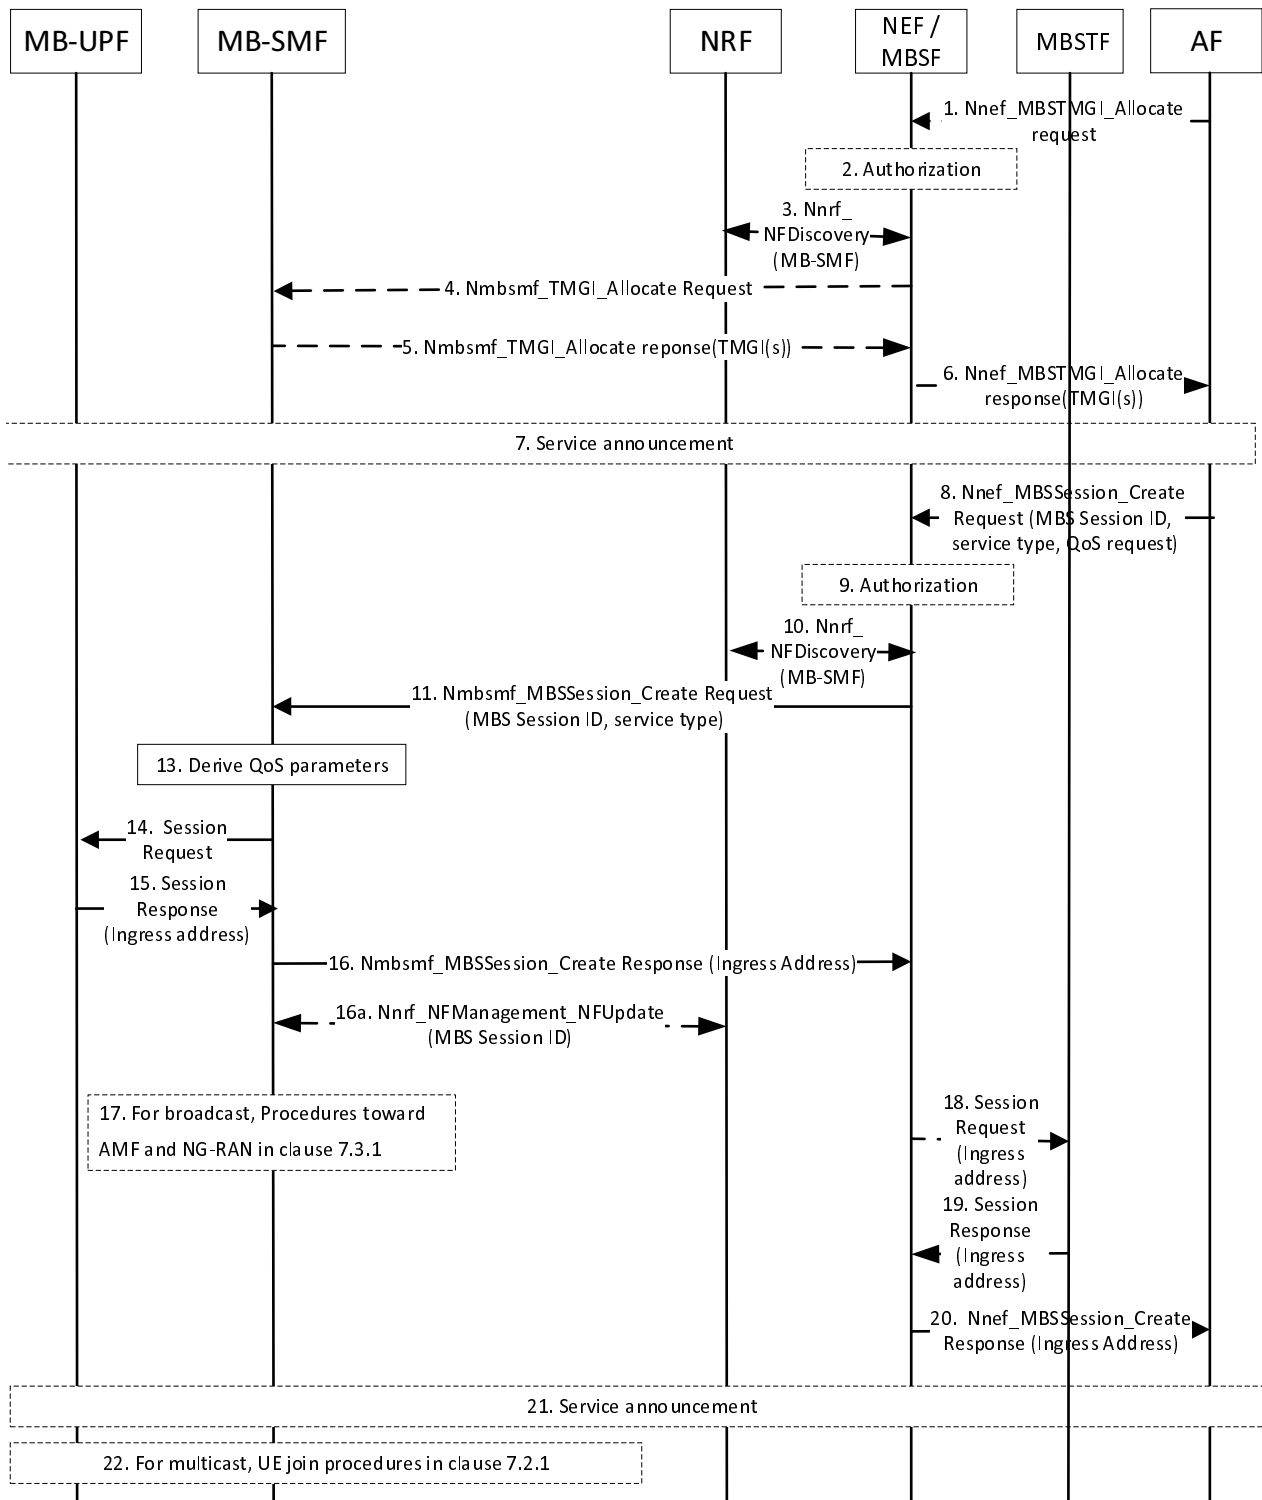 MB-UPF
MB-SMF
NRF
NEF /
MBSF
MBSTF
AF
1. Nnef_MBSTMGI_Allocate
request
2. Authorization
3. Nnrf_
NFDiscovery
(MB-SMF)
4. Nmbsmf_TMGI_Allocate Request
5. Nmbsmf_TMGI_Allocate reponse(TMGI(s))
6. Nnef_MBSTMGI_Allocate
response(TMGI(s))
7. Service announcement
8. Nnef_MBSSession_Create
Request (MBS Session ID,
service type, QoS request)
9. Authorization
10. Nnrf_
NFDiscovery
(MB-SMF)
11. Nmbsmf_MBSSession_Create Request
(MBS Session ID, service type)
13. Derive QoS parameters
14. Session
Request
15. Session
Response
(Ingress address)
16. Nmbsmf_MBSSession_Create Response (Ingress Address)
16a. Nnrf_NFManagement_NFUpdate
(MBS Session ID)
17. For broadcast, Procedures toward
AMF and NG-RAN in clause 7.3.1
18. Session
Request
(Ingress
address)
19. Session
Response
(Ingress
address)
20. Nnef_MBSSession_Create
Response (Ingress Address)
21. Service announcement
22. For multicast, UE join procedures in clause 7.2.1